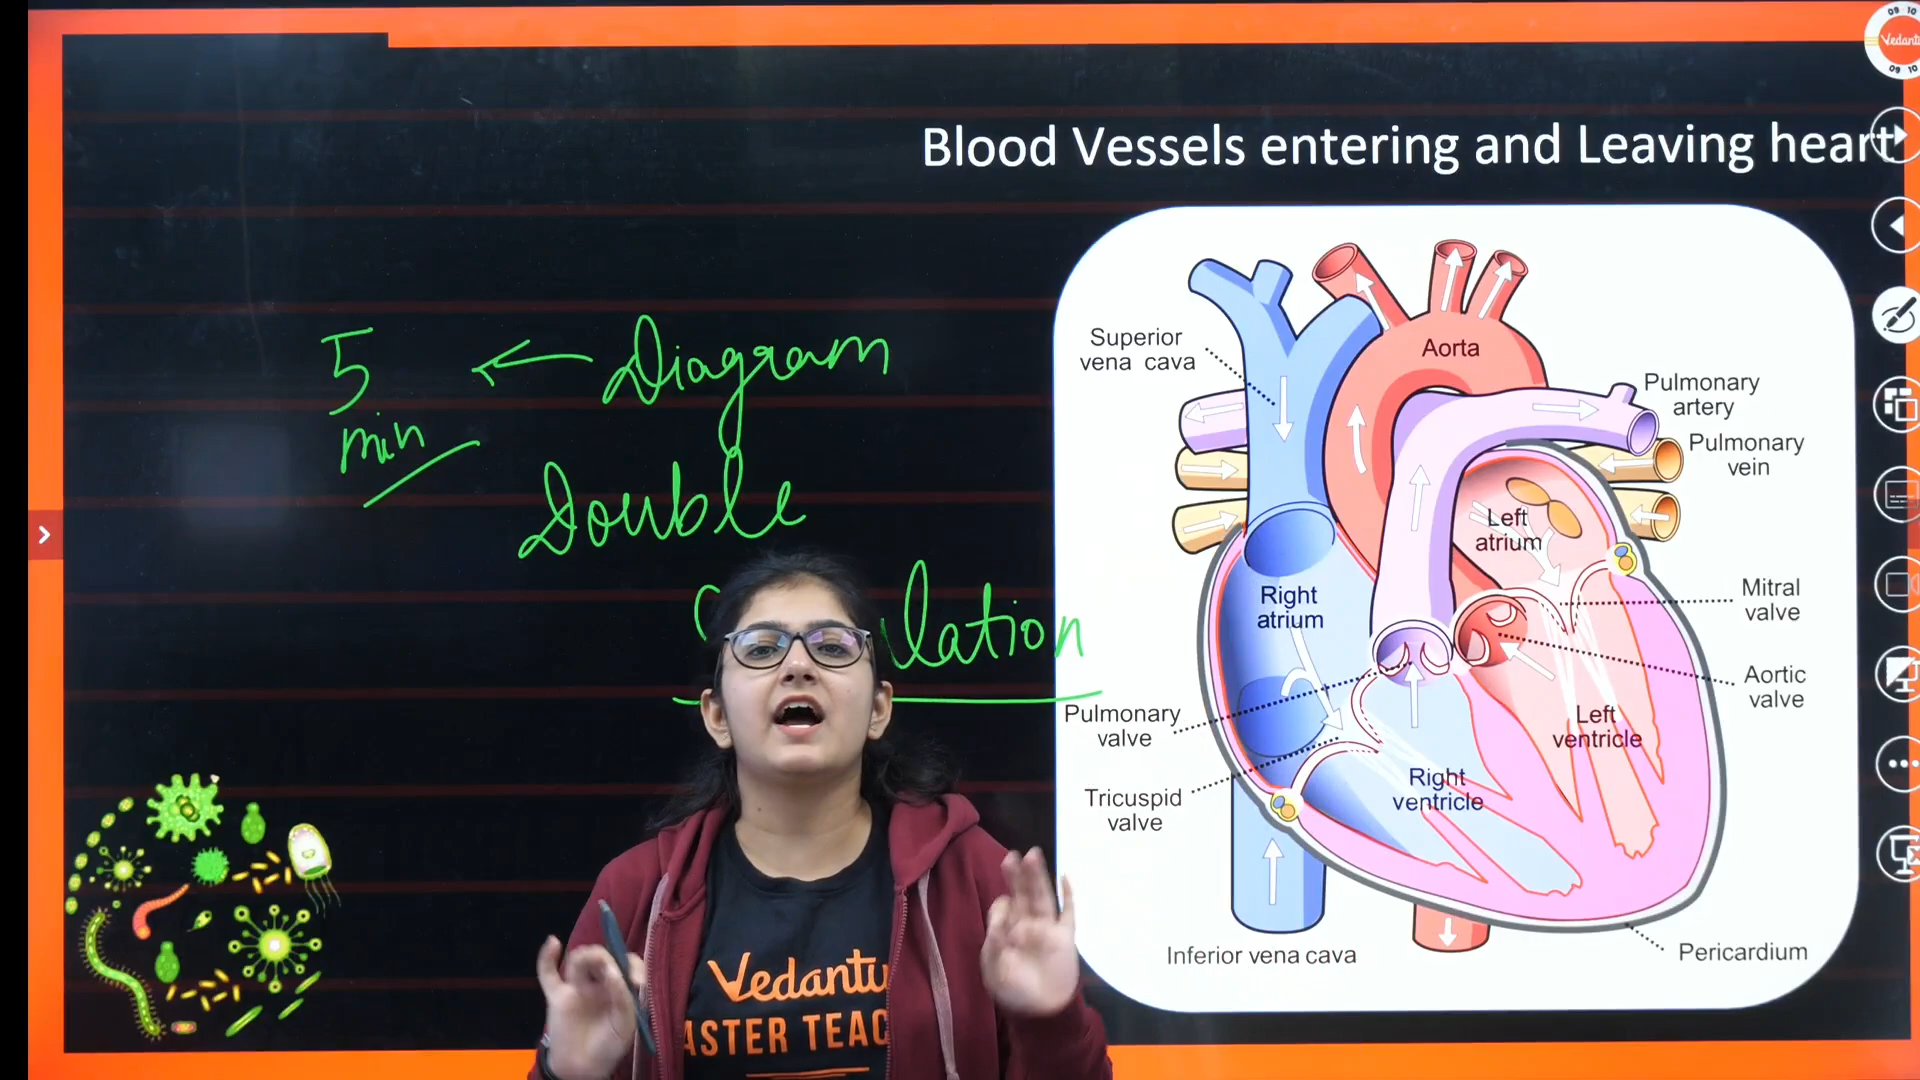 Vedantu
Blood Vessels entering and Leaving heart
5
min
Diagram
Double
lation
Superior
vena cava
Aorta
Pulmonary
artery
Pulmonary
vein
Left
atrium
Right
atrium
Mitral
valve
Aortic
valve
Pulmonary
valve
Left
ventricle
Tricuspid
valve
Right
ventricle
Inferior vena cava
Pericardium
Vedantu
ASTER TEAC